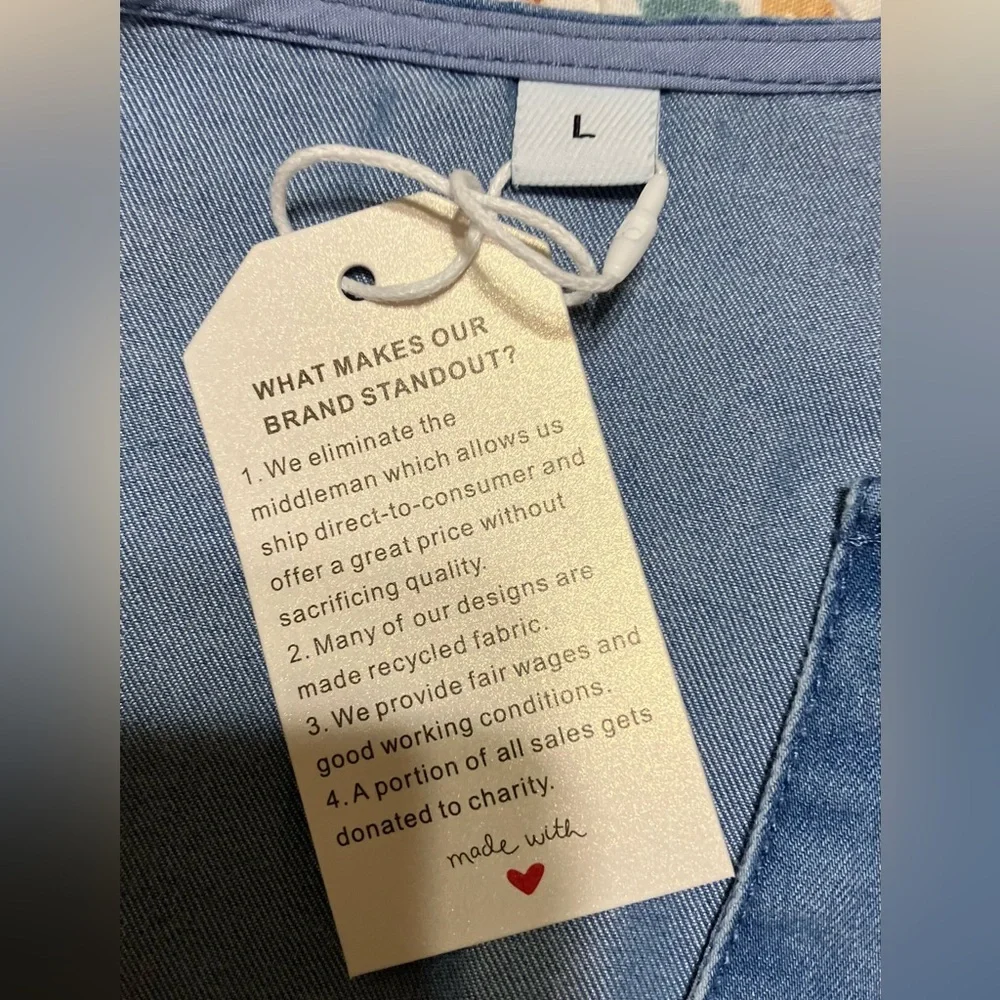 L
WHAT MAKES OUR
BRAND STANDOUT?
1. We eliminate the
middleman which allows us
ship direct-to-consumer and
offer a great price without
sacrificing quality.
2. Many of our designs are
made recycled fabric.
3. We provide fair wages and
good working conditions.
4. A portion of all sales gets
donated to charity.
made with